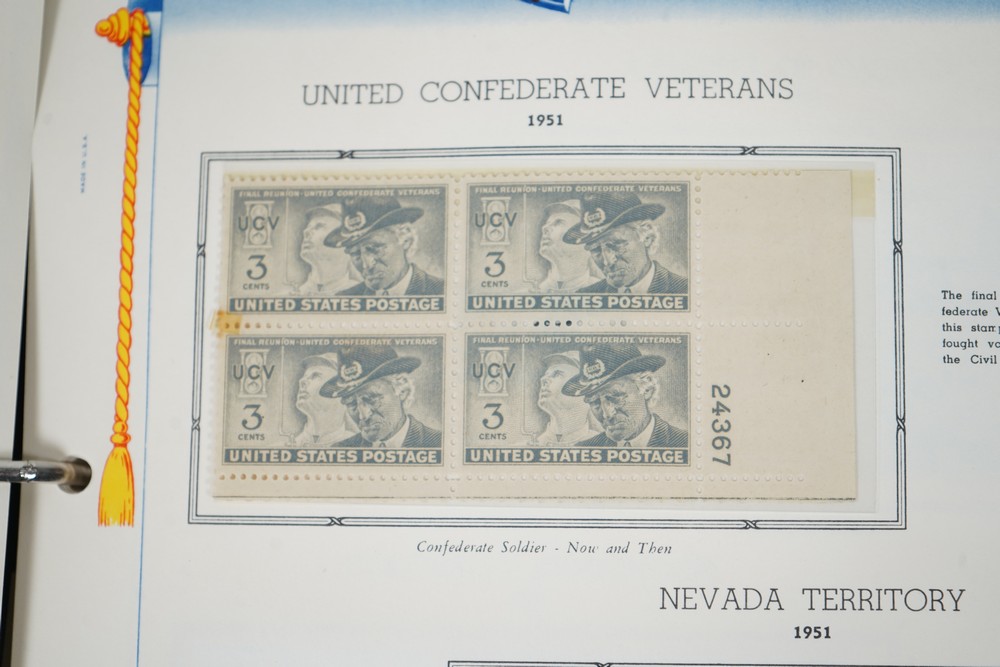 MADE IN U.S.A.
UNITED CONFEDERATE VETERANS
1951
FINAL REUNION · UNITED CONFEDERATE VETERANS
UCV
3
CENTS
UNITED STATES POSTAGE
FINAL REUNION · UNITED CONFEDERATE VETERANS
UCV
3
CENTS
UNITED STATES POSTAGE
FINAL REUNION · UNITED CONFEDERATE VETERANS
UCV
3
CENTS
UNITED STATES POSTAGE
FINAL REUNION · UNITED CONFEDERATE VETERANS
UCV
3
CENTS
UNITED STATES POSTAGE
24367
The final
federate V
this stamp
fought
the Civil
Confederate Soldier - Now and Then
NEVADA TERRITORY
1951